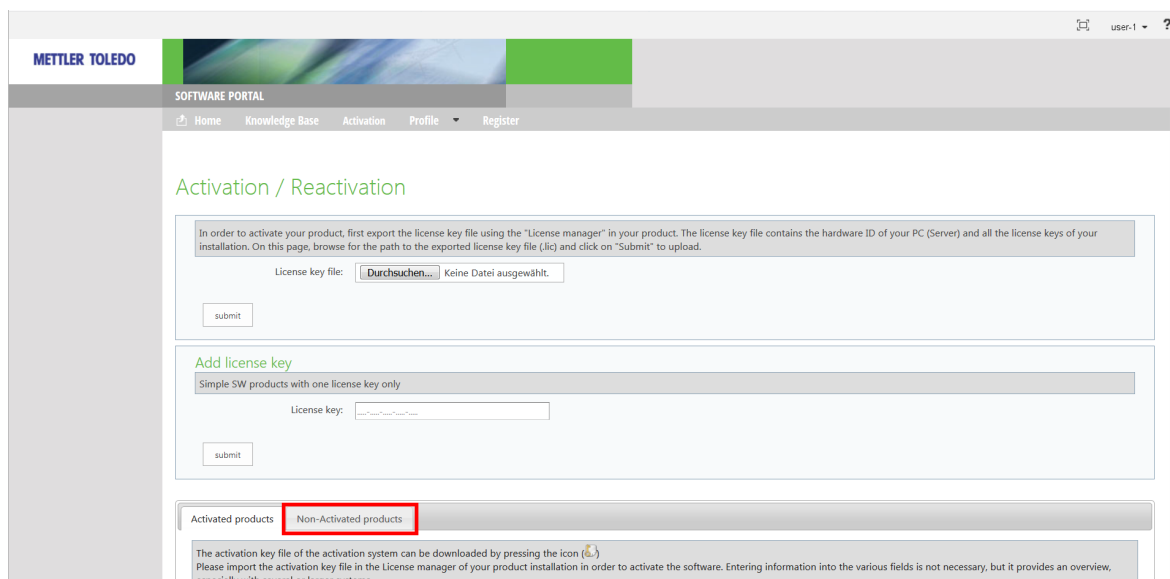 user-1 ?
METTLER TOLEDO
SOFTWARE PORTAL
Home Knowledge Base Activation Profile Register
Activation / Reactivation
In order to activate your product, first export the license key file using the "License manager" in your product. The license key file contains the hardware ID of your PC (Server) and all the license keys of your
installation. On this page, browse for the path to the exported license key file (.lic) and click on "Submit" to upload.
License key file: Durchsuchen... Keine Datei ausgewählt.
submit
Add license key
Simple SW products with one license key only
License key: .....-.....-.....-.....-.....
submit
Activated products Non-Activated products
The activation key file of the activation system can be downloaded by pressing the icon ()
Please import the activation key file in the License manager of your product installation in order to activate the software. Entering information into the various fields is not necessary, but it provides an overview,